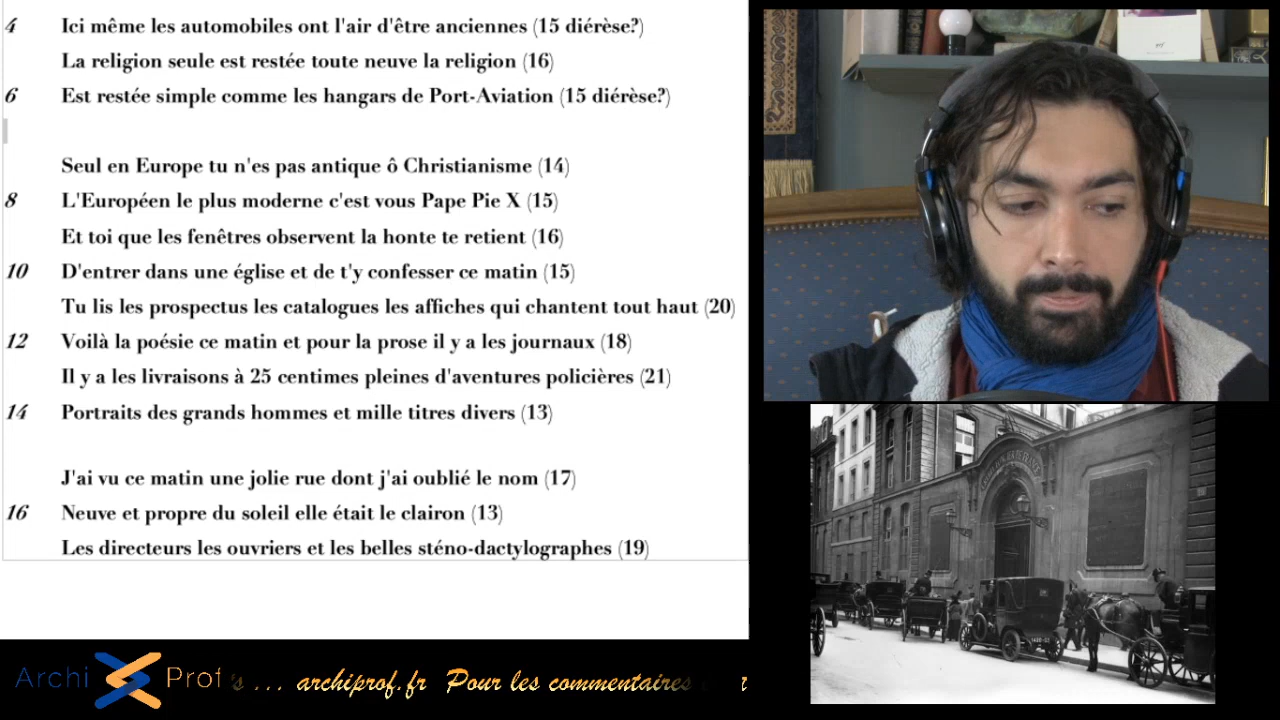 4 Ici même les automobiles ont l'air d'être anciennes (15 diérèse?)
La religion seule est restée toute neuve la religion (16)
6 Est restée simple comme les hangars de Port-Aviation (15 diérèse?)
Seul en Europe tu n'es pas antique ô Christianisme (14)
8 L'Européen le plus moderne c'est vous Pape Pie X (15)
Et toi que les fenêtres observent la honte te retient (16)
10 D'entrer dans une église et de t'y confesser ce matin (15)
Tu lis les prospectus les catalogues les affiches qui chantent tout haut (20)
12 Voilà la poésie ce matin et pour la prose il y a les journaux (18)
Il y a les livraisons à 25 centimes pleines d'aventures policières (21)
14 Portraits des grands hommes et mille titres divers (13)
J'ai vu ce matin une jolie rue dont j'ai oublié le nom (17)
16 Neuve et propre du soleil elle était le clairon (13)
Les directeurs les ouvriers et les belles sténo-dactylographes (19)
Archi Prof's ... archiprof.fr Pour les commentaires